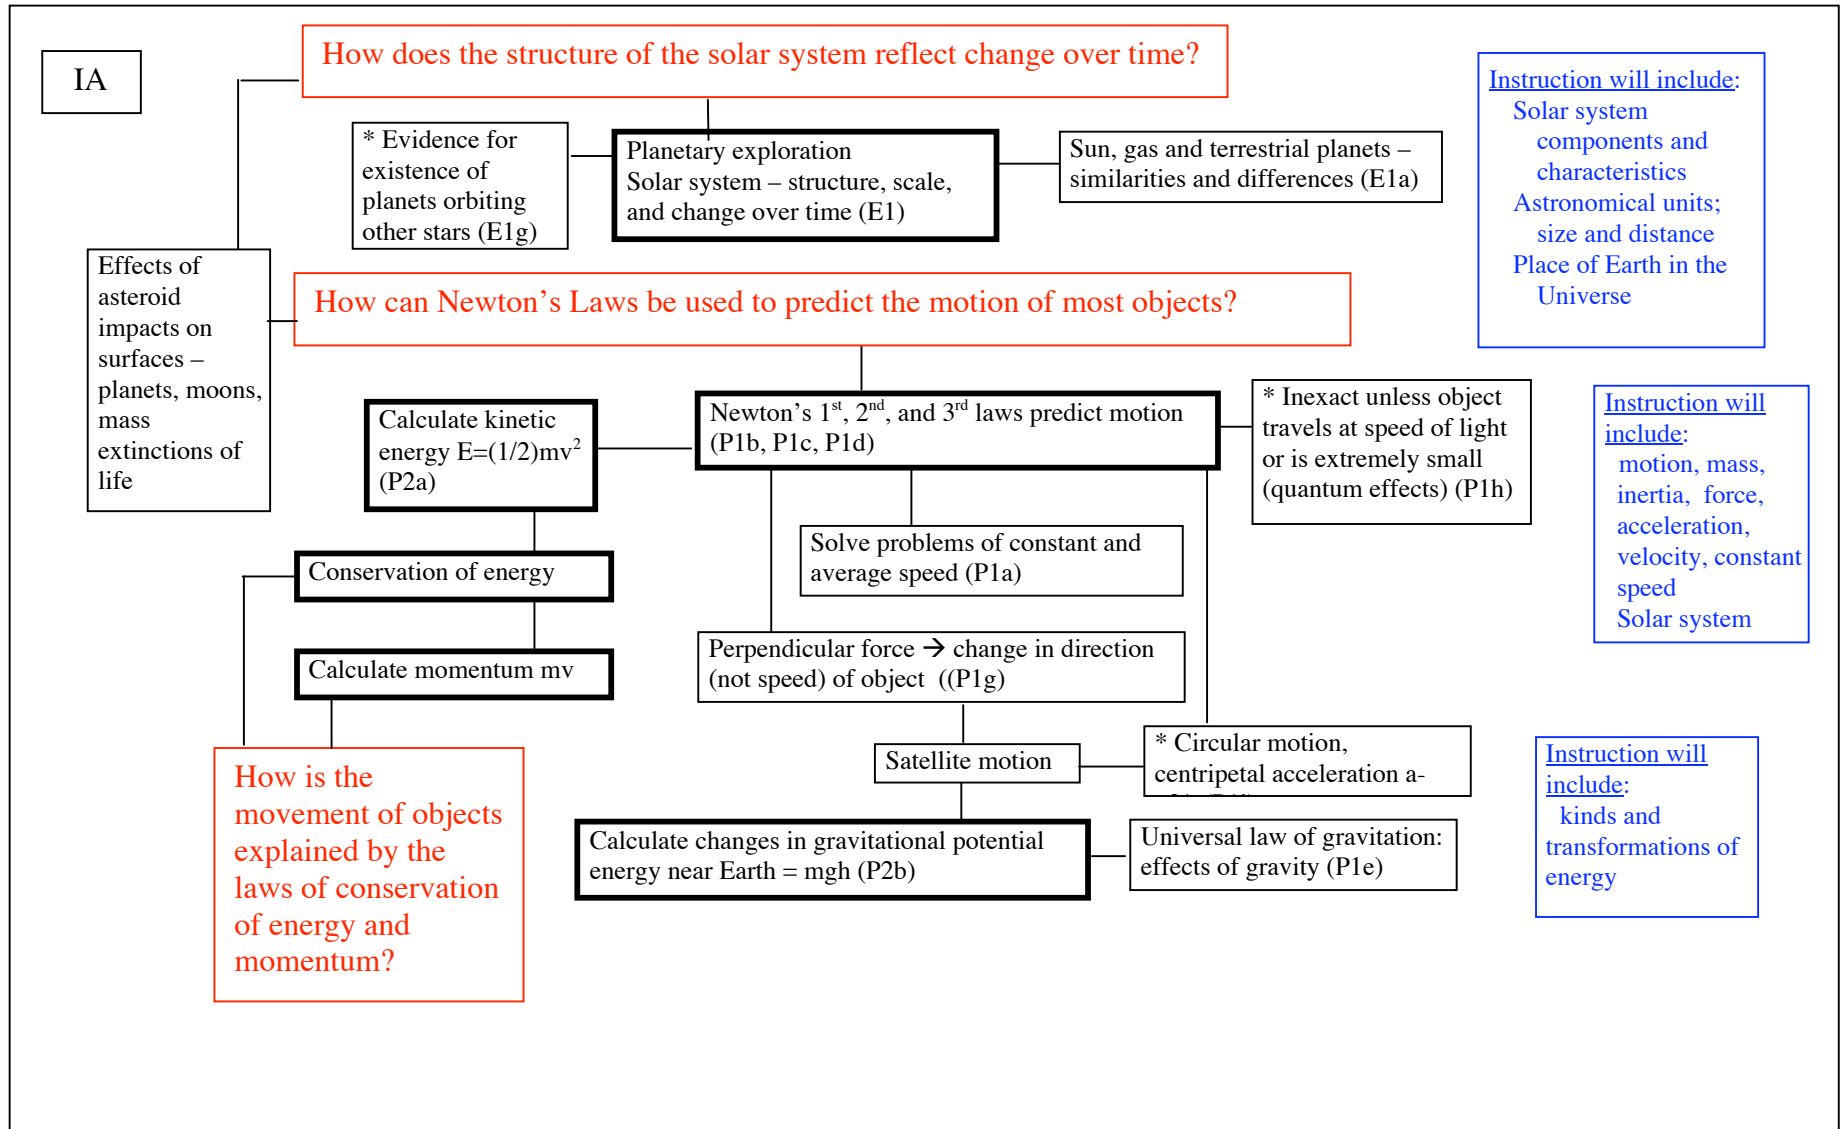 IA
How does the structure of the solar system reflect change over time?
* Evidence for
existence of
planets orbiting
other stars (E1g)
Planetary exploration
Solar system – structure, scale,
and change over time (E1)
Sun, gas and terrestrial planets –
similarities and differences (E1a)
Instruction will include:
Solar system
components and
characteristics
Astronomical units;
size and distance
Place of Earth in the
Universe
Effects of
asteroid
impacts on
surfaces –
planets, moons,
mass
extinctions of
life
How can Newton’s Laws be used to predict the motion of most objects?
Calculate kinetic
energy E=(1/2)mv²
(P2a)
Newton’s 1st, 2nd, and 3rd laws predict motion
(P1b, P1c, P1d)
* Inexact unless object
travels at speed of light
or is extremely small
(quantum effects) (P1h)
Instruction will
include:
motion, mass,
inertia, force,
acceleration,
velocity, constant
speed
Solar system
Solve problems of constant and
average speed (P1a)
Conservation of energy
Perpendicular force → change in direction
(not speed) of object ((P1g)
Calculate momentum mv
Satellite motion
* Circular motion,
centripetal acceleration a-
How is the
movement of objects
explained by the
laws of conservation
of energy and
momentum?
Calculate changes in gravitational potential
energy near Earth = mgh (P2b)
Universal law of gravitation:
effects of gravity (P1e)
Instruction will
include:
kinds and
transformations of
energy